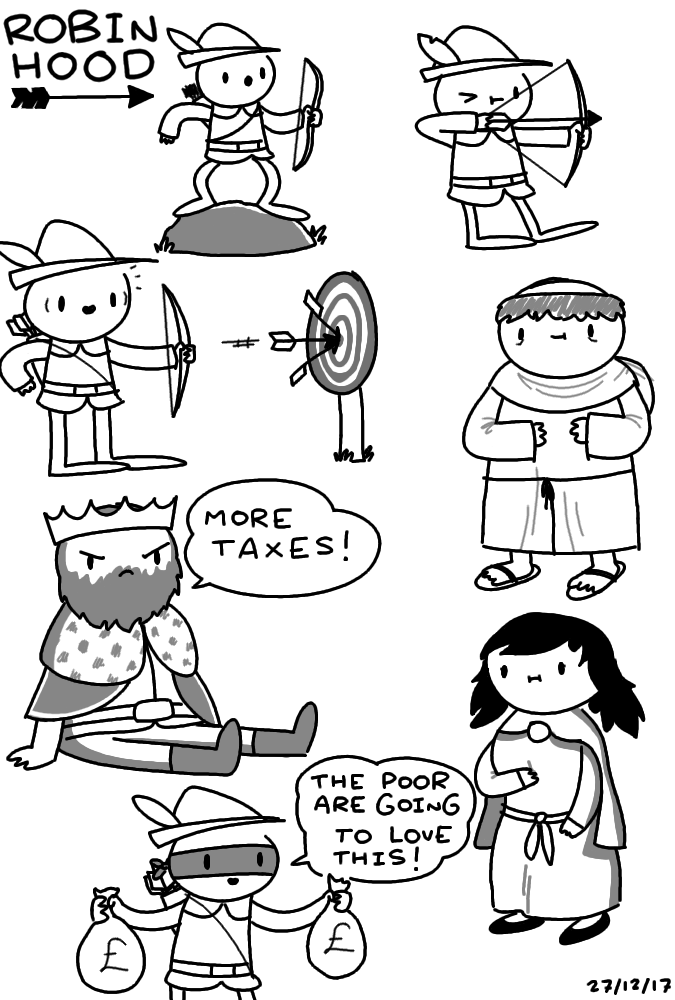 ROBIN
HOOD
MORE
TAXES!
THE POOR
ARE GOING
TO LOVE
THIS!
£
£
27/12/17